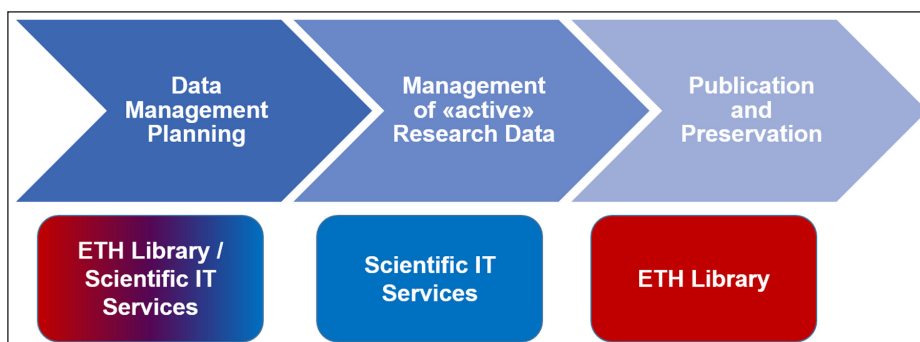 Data
Management
Planning
Management
of «active»
Research Data
Publication
and
Preservation
ETH Library /
Scientific IT
Services
Scientific IT
Services
ETH Library